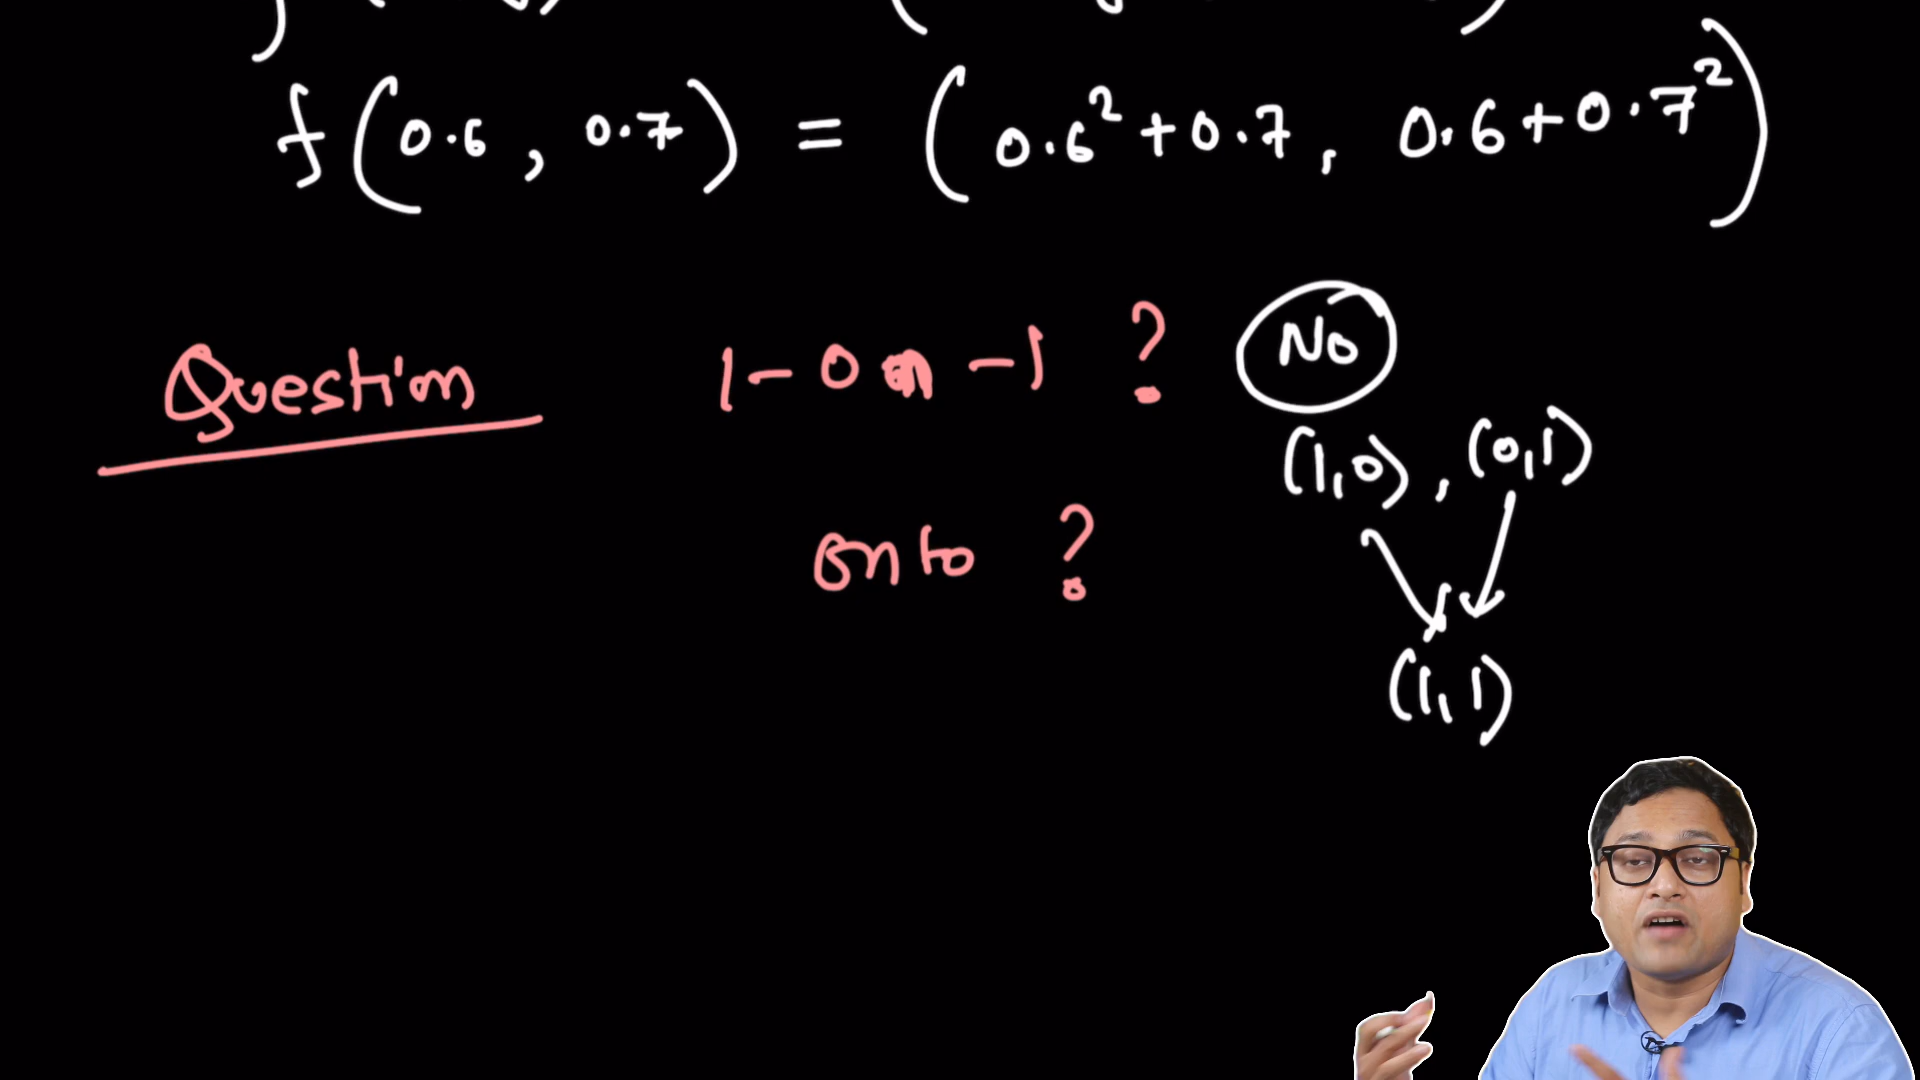 f(0.6, 0.7) = (0.6² + 0.7, 0.6 + 0.7²)
Question 1-on-1 ? No
(1,0), (0,1)
onto ?
(1,1)